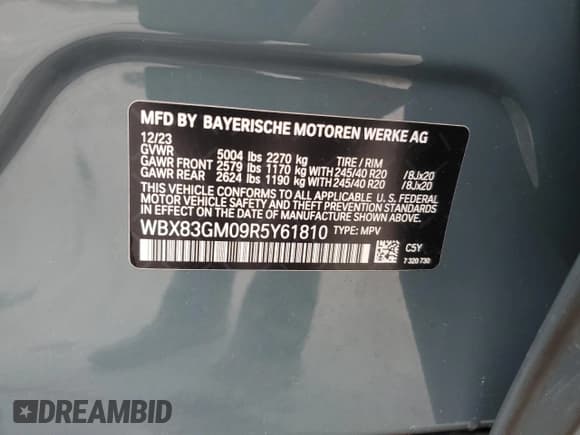 MFD BY BAYERISCHE MOTOREN WERKE AG
12/23
GVWR 5004 lbs 2270 kg TIRE / RIM
GAWR FRONT 2579 lbs 1170 kg WITH 245/40 R20 /8Jx20
GAWR REAR 2624 lbs 1190 kg WITH 245/40 R20 /8Jx20
THIS VEHICLE CONFORMS TO ALL APPLICABLE U.S. FEDERAL
MOTOR VEHICLE SAFETY, BUMPER, AND THEFT PREVENTION
STANDARDS IN EFFECT ON THE DATE OF MANUFACTURE SHOWN ABOVE.
WBX83GM09R5Y61810 TYPE: MPV
C5Y
7 320 730
DREAMBID